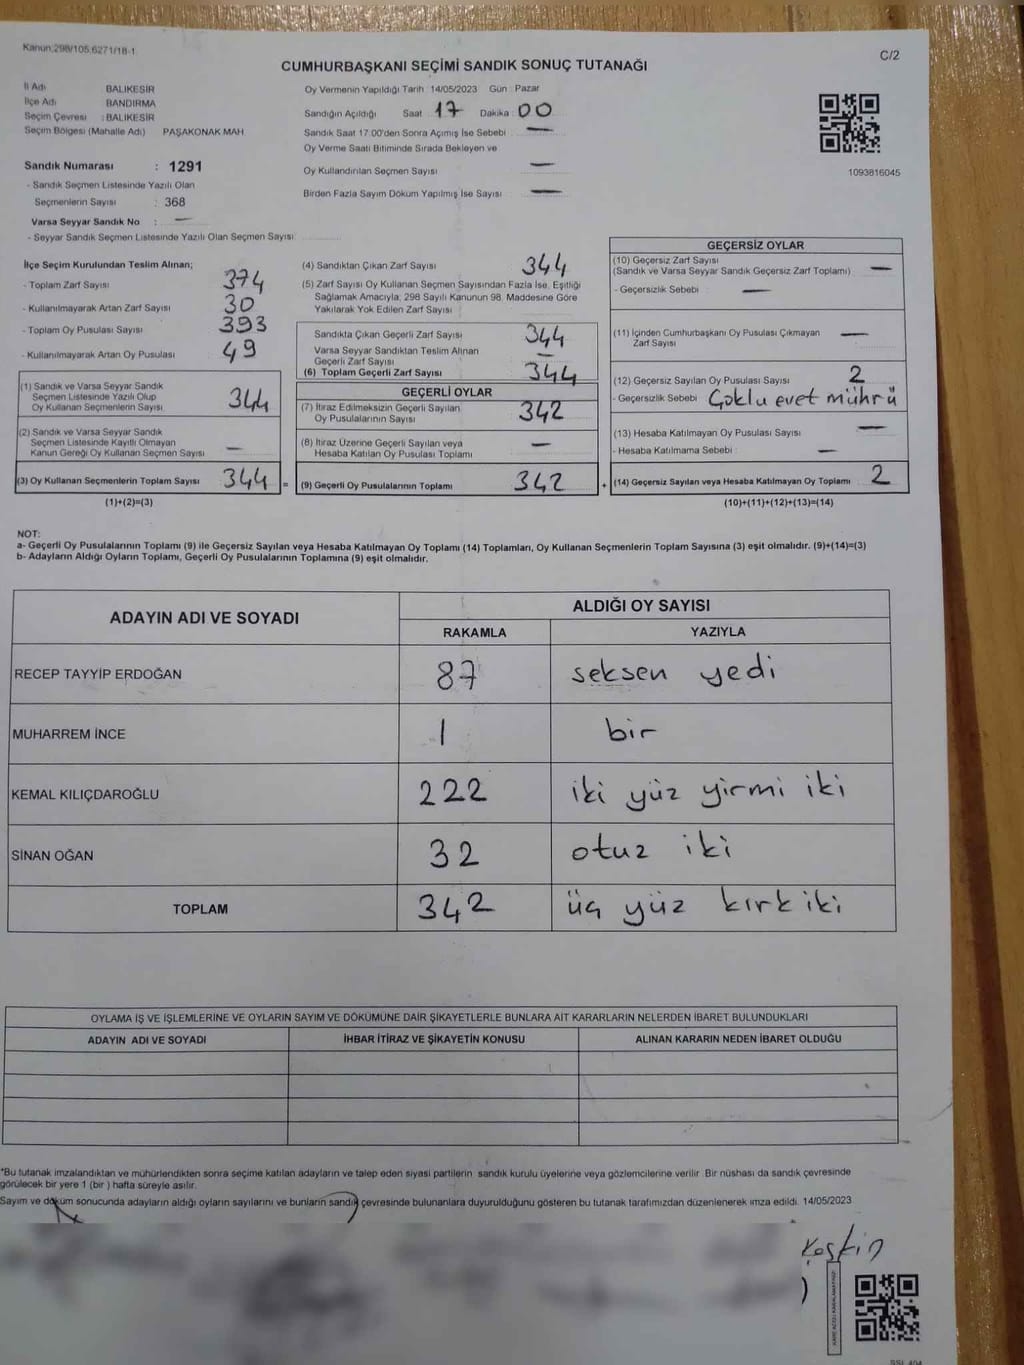 Kanun:298/105,6271/18-1
C/2
CUMHURBAŞKANI SEÇİMİ SANDIK SONUÇ TUTANAĞI
İl Adı BALIKESİR
İlçe Adı BANDIRMA
Seçim Çevresi : BALIKESİR
Seçim Bölgesi (Mahalle Adı) PAŞAKONAK MAH
Sandık Numarası : 1291
- Sandık Seçmen Listesinde Yazılı Olan
Seçmenlerin Sayısı : 368
Varsa Seyyar Sandık No : —
- Seyyar Sandık Seçmen Listesinde Yazılı Olan Seçmen Sayısı
Oy Vermenin Yapıldığı Tarih 14/05/2023 Gün : Pazar
Sandığın Açıldığı Saat : 17 Dakika : 00
Sandık Saat 17.00'den Sonra Açılmış İse Sebebi —
Oy Verme Saati Bitiminde Sırada Bekleyen ve
Oy Kullandırılan Seçmen Sayısı —
Birden Fazla Sayım Döküm Yapılmış İse Sayısı —
1093816045
İlçe Seçim Kurulundan Teslim Alınan;
- Toplam Zarf Sayısı 374
- Kullanılmayarak Artan Zarf Sayısı 30
- Toplam Oy Pusulası Sayısı 393
- Kullanılmayarak Artan Oy Pusulası 49
(1) Sandık ve Varsa Seyyar Sandık
Seçmen Listesinde Yazılı Olup
Oy Kullanan Seçmenlerin Sayısı 344
(2) Sandık ve Varsa Seyyar Sandık
Seçmen Listesinde Kayıtlı Olmayan
Kanun Gereği Oy Kullanan Seçmen Sayısı —
(3) Oy Kullanan Seçmenlerin Toplam Sayısı 344 =
(1)+(2)=(3)
(4) Sandıktan Çıkan Zarf Sayısı 344
(5) Zarf Sayısı Oy Kullanan Seçmen Sayısından Fazla İse, Eşitliği
Sağlamak Amacıyla; 298 Sayılı Kanunun 98. Maddesine Göre
Yakılarak Yok Edilen Zarf Sayısı
Sandıkta Çıkan Geçerli Zarf Sayısı 344
Varsa Seyyar Sandıktan Teslim Alınan
Geçerli Zarf Sayısı —
(6) Toplam Geçerli Zarf Sayısı 344
GEÇERLİ OYLAR
(7) İtiraz Edilmeksizin Geçerli Sayılan
Oy Pusulalarının Sayısı 342
(8) İtiraz Üzerine Geçerli Sayılan veya
Hesaba Katılan Oy Pusulası Toplamı —
(9) Geçerli Oy Pusulalarının Toplamı 342 +
GEÇERSİZ OYLAR
(10) Geçersiz Zarf Sayısı
(Sandık ve Varsa Seyyar Sandık Geçersiz Zarf Toplamı) —
- Geçersizlik Sebebi : —
(11) İçinden Cumhurbaşkanı Oy Pusulası Çıkmayan
Zarf Sayısı —
(12) Geçersiz Sayılan Oy Pusulası Sayısı 2
- Geçersizlik Sebebi : Çoklu evet mührü
(13) Hesaba Katılmayan Oy Pusulası Sayısı —
- Hesaba Katılmama Sebebi : —
(14) Geçersiz Sayılan veya Hesaba Katılmayan Oy Toplamı 2
(10)+(11)+(12)+(13)=(14)
NOT:
a- Geçerli Oy Pusulalarının Toplamı (9) ile Geçersiz Sayılan veya Hesaba Katılmayan Oy Toplamı (14) Toplamları, Oy Kullanan Seçmenlerin Toplam Sayısına (3) eşit olmalıdır. (9)+(14)=(3)
b- Adayların Aldığı Oyların Toplamı, Geçerli Oy Pusulalarının Toplamına (9) eşit olmalıdır.
ADAYIN ADI VE SOYADI ALDIĞI OY SAYISI
RAKAMLA YAZIYLA
RECEP TAYYİP ERDOĞAN 87 seksen yedi
MUHARREM İNCE 1 bir
KEMAL KILIÇDAROĞLU 222 iki yüz yirmi iki
SİNAN OĞAN 32 otuz iki
TOPLAM 342 üç yüz kırk iki
OYLAMA İŞ VE İŞLEMLERİNE VE OYLARIN SAYIM VE DÖKÜMÜNE DAİR ŞİKAYETLERLE BUNLARA AİT KARARLARIN NELERDEN İBARET BULUNDUKLARI
ADAYIN ADI VE SOYADI İHBAR İTİRAZ VE ŞİKAYETİN KONUSU ALINAN KARARIN NEDEN İBARET OLDUĞU
*Bu tutanak imzalandıktan ve mühürlendikten sonra seçime katılan adayların ve talep eden siyasi partilerin sandık kurulu üyelerine veya gözlemcilerine verilir. Bir nüshası da sandık çevresinde
görülecek bir yere 1 (bir) hafta süreyle asılır.
Sayım ve döküm sonucunda adayların aldığı oyların sayılarını ve bunların sandık çevresinde bulunanlara duyurulduğunu gösteren bu tutanak tarafımızdan düzenlenerek imza edildi. 14/05/2023
Keskin